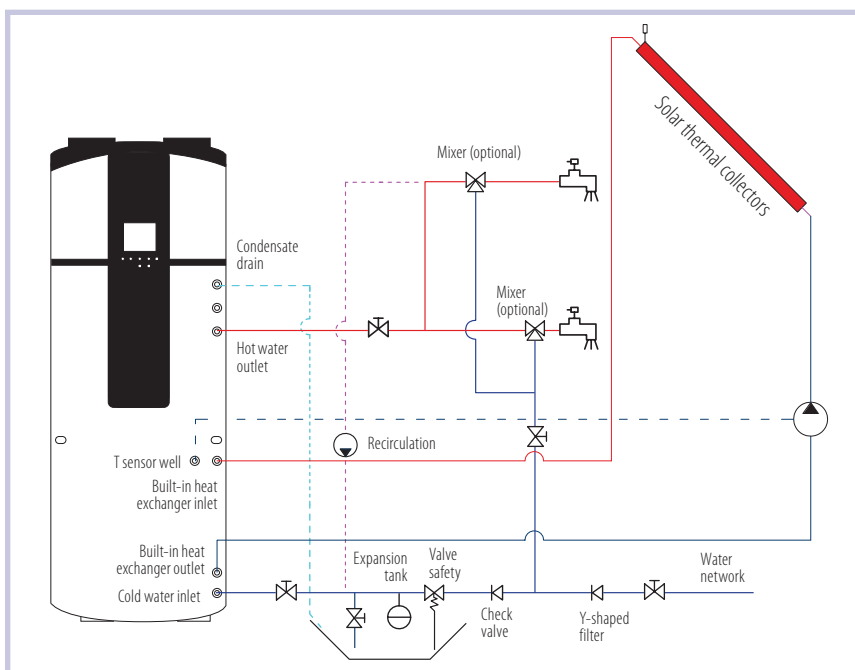 Solar thermal collectors
Mixer (optional)
Condensate
drain
Mixer
(optional)
Hot water
outlet
Recirculation
T sensor well
Built-in heat
exchanger inlet
Built-in heat
exchanger outlet
Cold water inlet
Expansion
tank
Valve
safety
Check
valve
Y-shaped
filter
Water
network